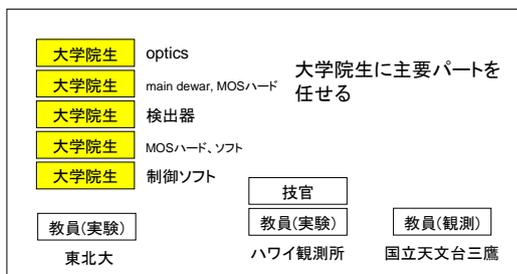 大学院生 optics
大学院生 main dewar, MOSハード
大学院生 検出器
大学院生 MOSハード、ソフト
大学院生 制御ソフト
大学院生に主要パートを
任せる
技官
教員(実験) 教員(実験) 教員(観測)
東北大 ハワイ観測所 国立天文台三鷹